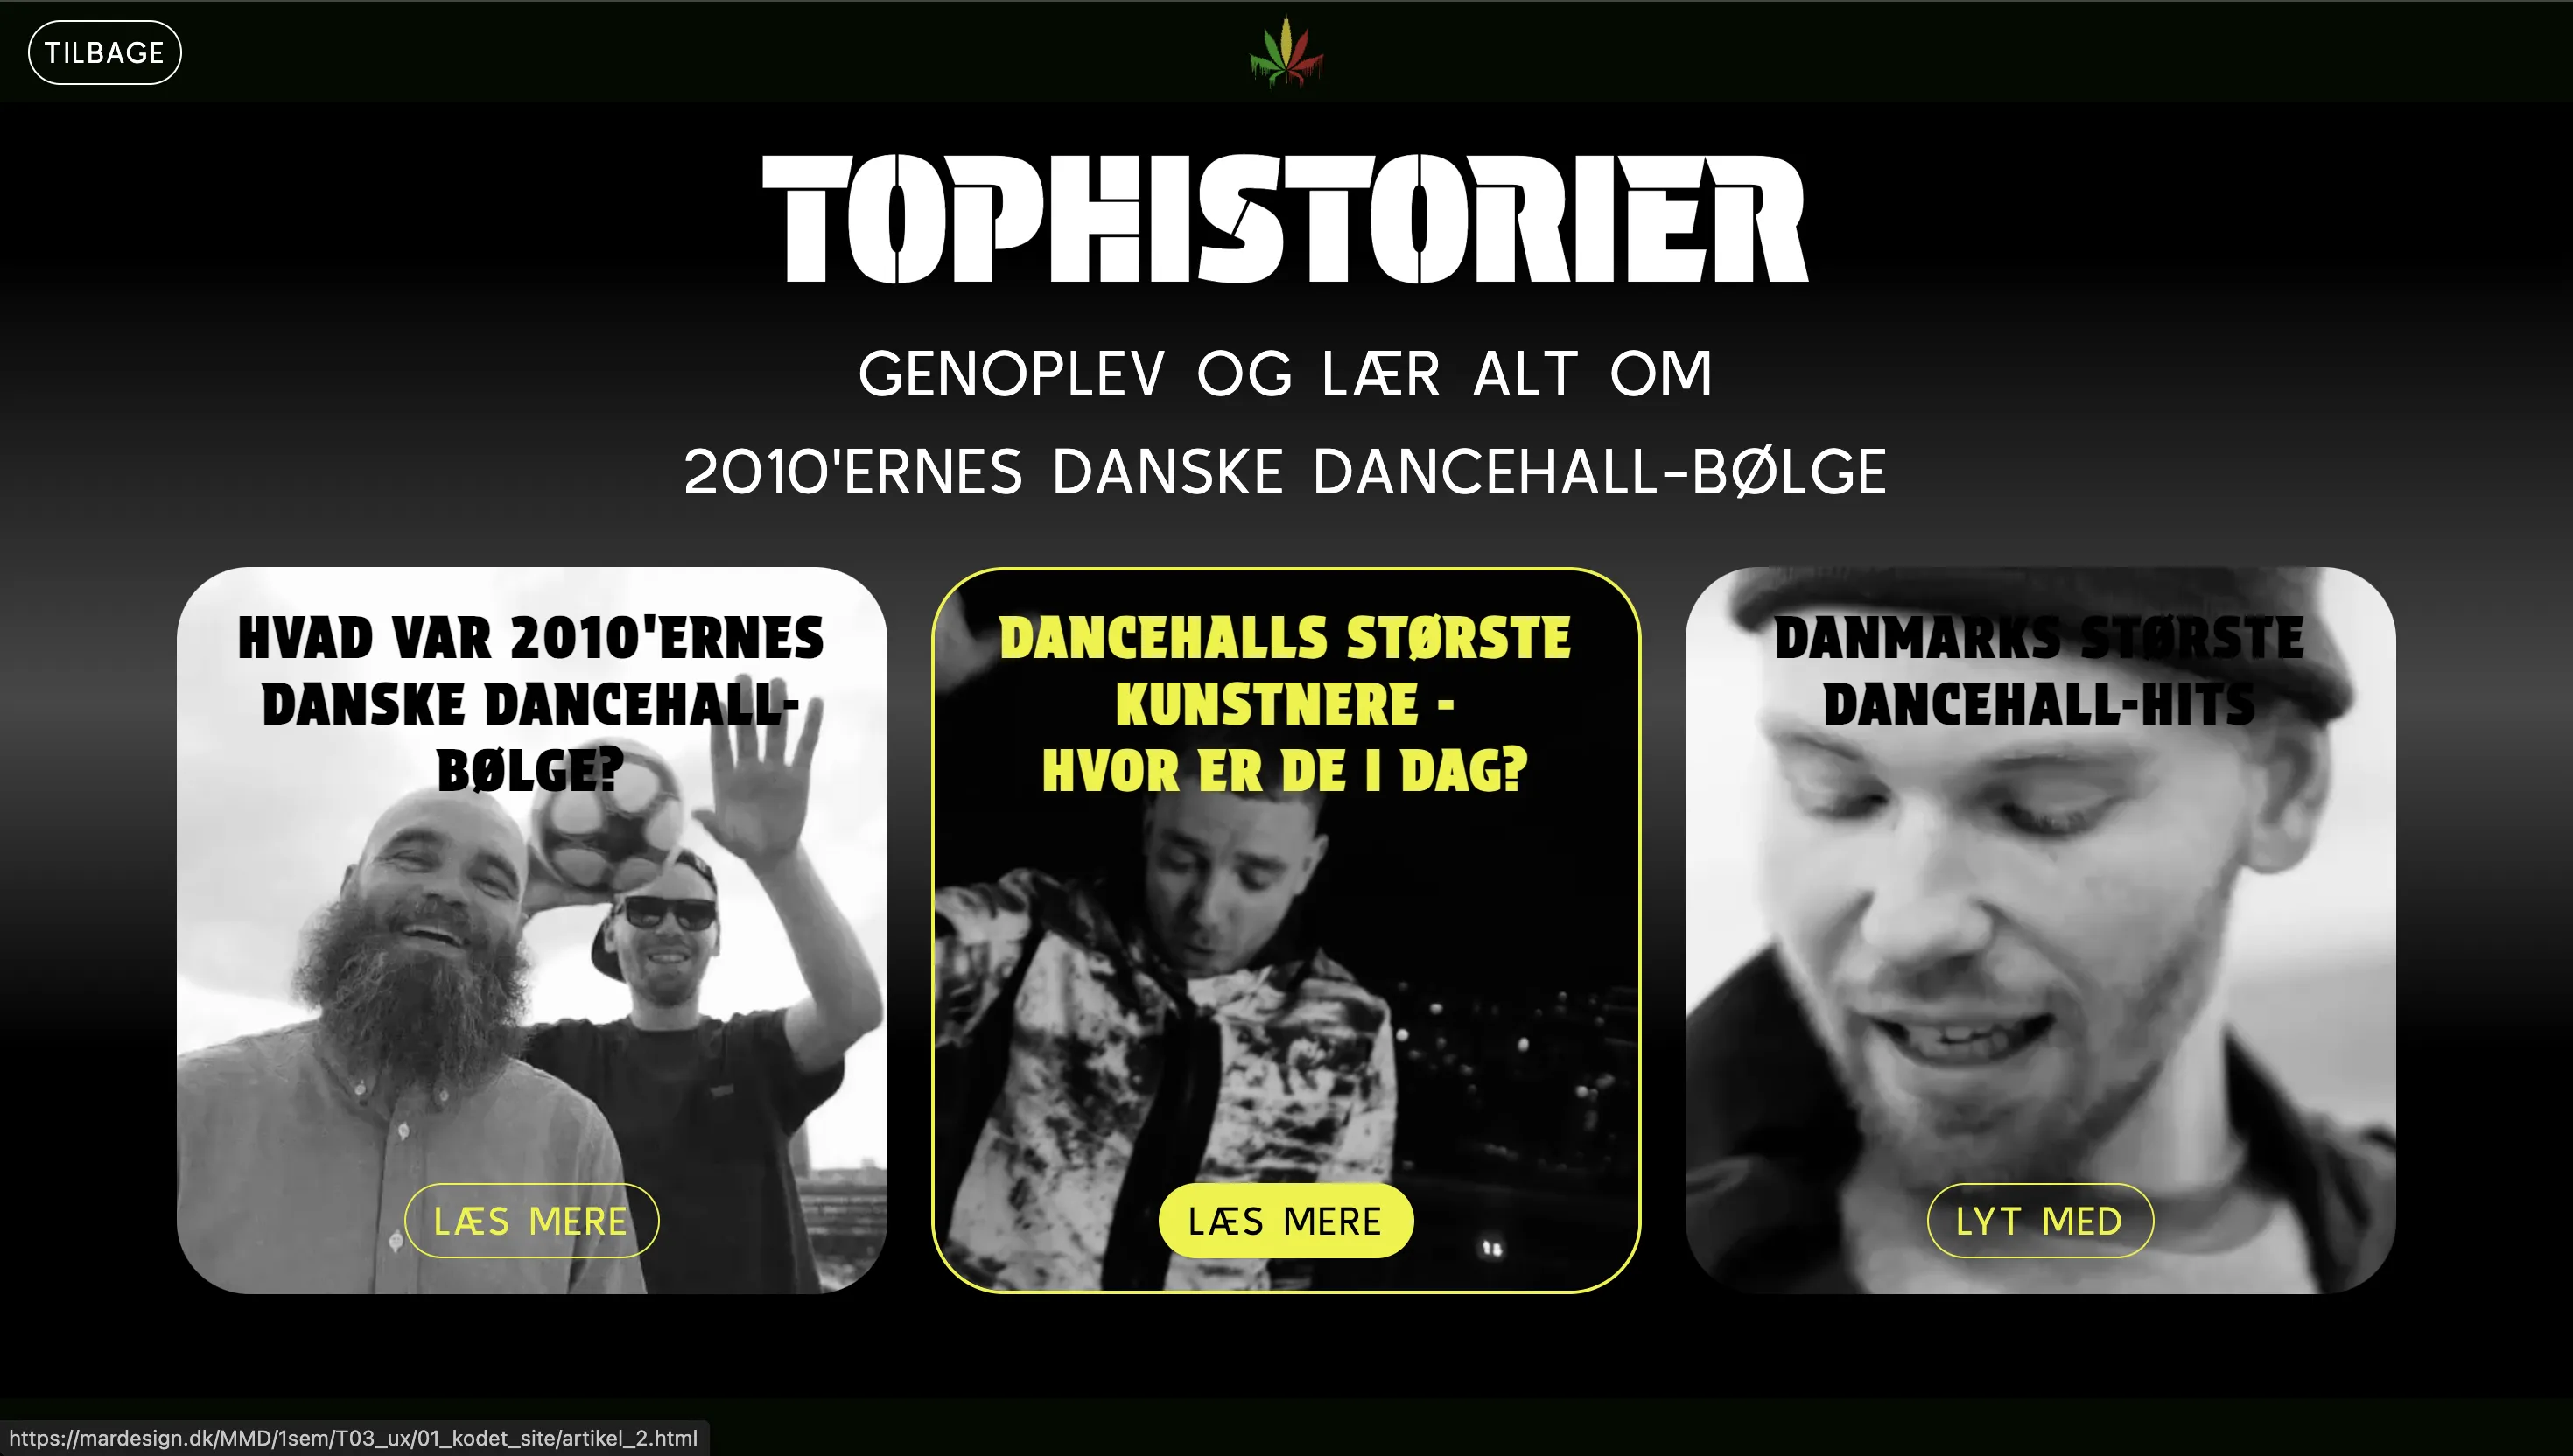 TILBAGE
TOPHISTORIER
GENOPLEV OG LÆR ALT OM
2010'ERNES DANSKE DANCEHALL-BØLGE
HVAD VAR 2010'ERNES
DANSKE DANCEHALL-
BØLGE?
LÆS MERE
DANCEHALLS STØRSTE
KUNSTNERE -
HVOR ER DE I DAG?
LÆS MERE
DANMARKS STØRSTE
DANCEHALL-HITS
LYT MED
https://mardesign.dk/MMD/1sem/T03_ux/01_kodet_site/artikel_2.html